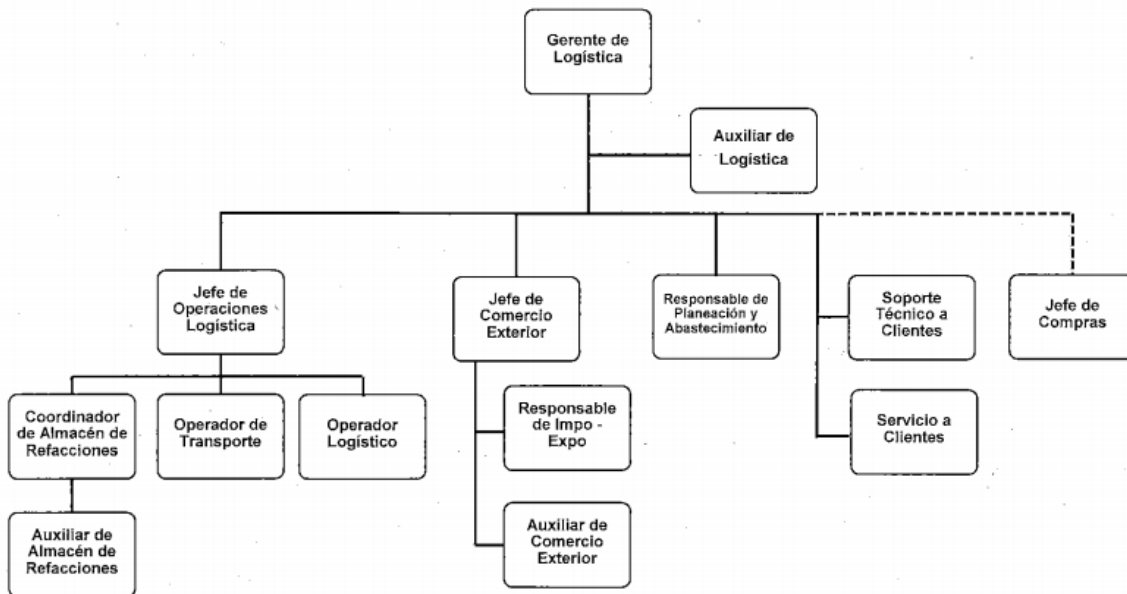 Gerente de
Logística
Auxiliar de
Logística
Jefe de
Operaciones
Logística
Jefe de
Comercio
Exterior
Responsable de
Planeación y
Abastecimiento
Soporte
Técnico a
Clientes
Jefe de
Compras
Coordinador
de Almacén de
Refacciones
Operador de
Transporte
Operador
Logístico
Responsable
de Impo -
Expo
Servicio a
Clientes
Auxiliar de
Almacén de
Refacciones
Auxiliar de
Comercio
Exterior